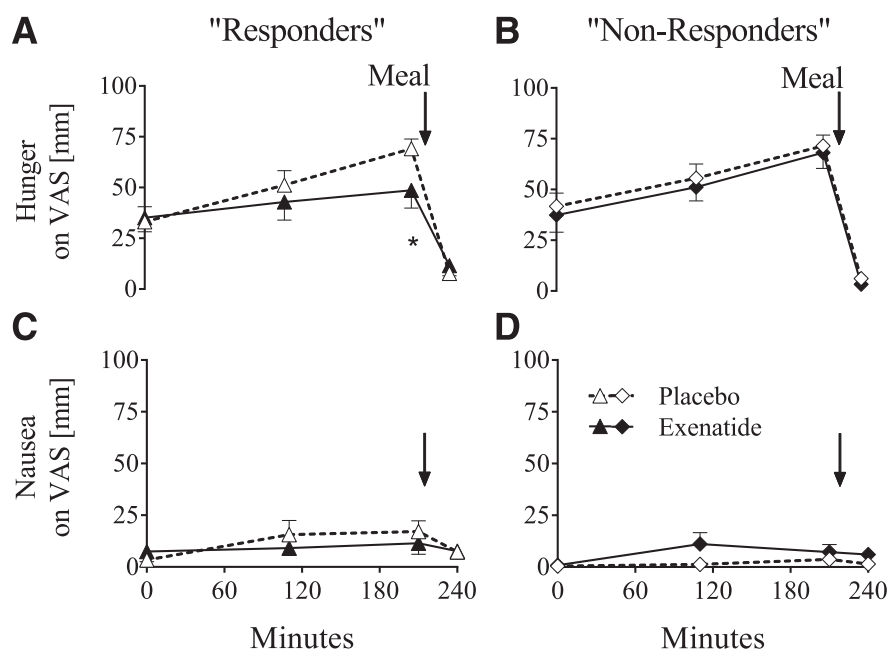 A "Responders"
B "Non-Responders"
Hunger
on VAS [mm]
100
75
50
25
0
Meal
*
100
75
50
25
0
Meal
C
D
Nausea
on VAS [mm]
100
75
50
25
0
0 60 120 180 240
Minutes
100
75
50
25
0
Placebo
Exenatide
0 60 120 180 240
Minutes